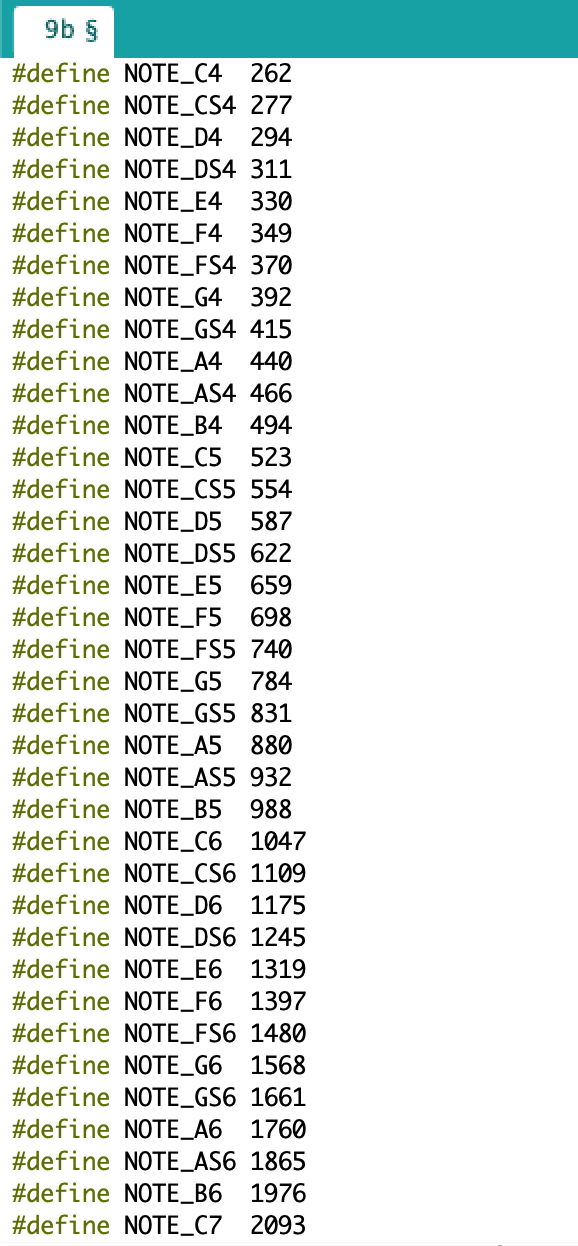 9b §
#define NOTE_C4  262
#define NOTE_CS4 277
#define NOTE_D4  294
#define NOTE_DS4 311
#define NOTE_E4  330
#define NOTE_F4  349
#define NOTE_FS4 370
#define NOTE_G4  392
#define NOTE_GS4 415
#define NOTE_A4  440
#define NOTE_AS4 466
#define NOTE_B4  494
#define NOTE_C5  523
#define NOTE_CS5 554
#define NOTE_D5  587
#define NOTE_DS5 622
#define NOTE_E5  659
#define NOTE_F5  698
#define NOTE_FS5 740
#define NOTE_G5  784
#define NOTE_GS5 831
#define NOTE_A5  880
#define NOTE_AS5 932
#define NOTE_B5  988
#define NOTE_C6  1047
#define NOTE_CS6 1109
#define NOTE_D6  1175
#define NOTE_DS6 1245
#define NOTE_E6  1319
#define NOTE_F6  1397
#define NOTE_FS6 1480
#define NOTE_G6  1568
#define NOTE_GS6 1661
#define NOTE_A6  1760
#define NOTE_AS6 1865
#define NOTE_B6  1976
#define NOTE_C7  2093